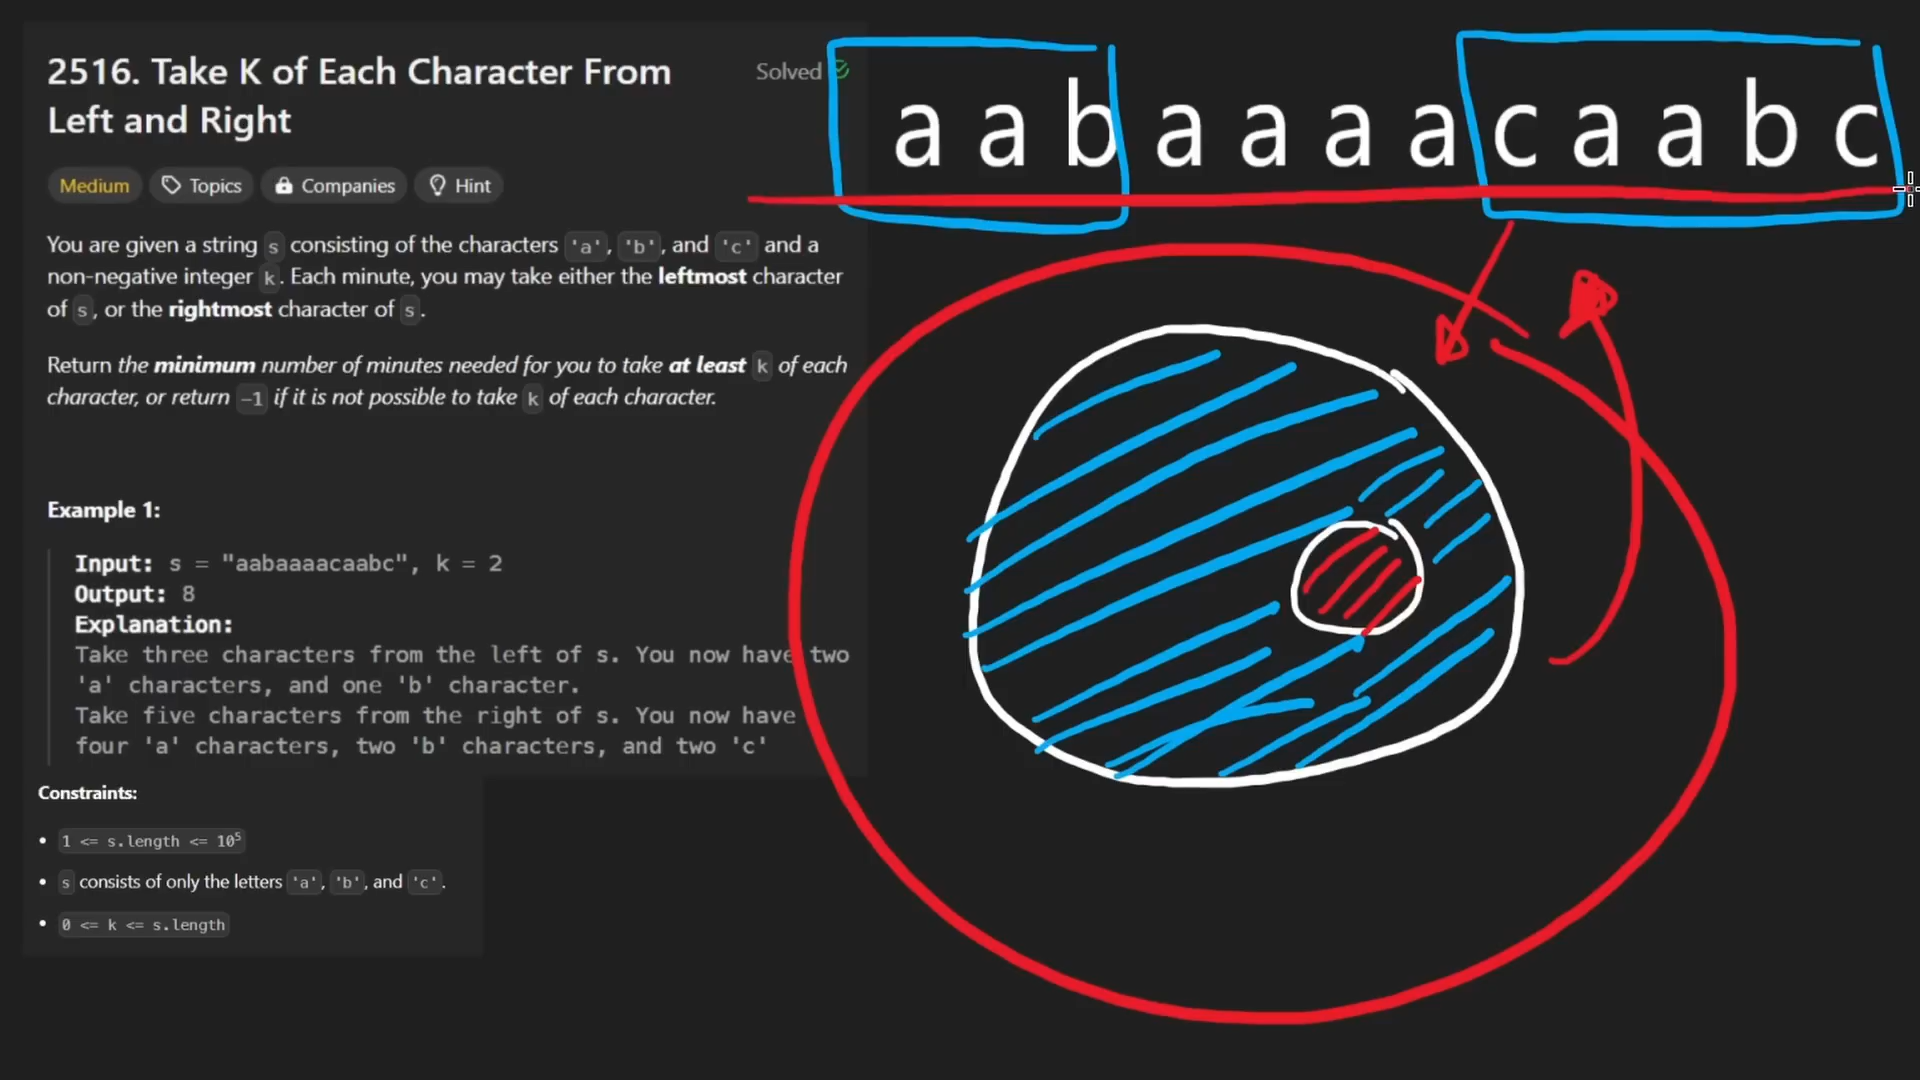 2516. Take K of Each Character From
Left and Right
Solved
Medium Topics Companies Hint
You are given a string s consisting of the characters 'a', 'b', and 'c' and a
non-negative integer k. Each minute, you may take either the leftmost character
of s, or the rightmost character of s.
Return the minimum number of minutes needed for you to take at least k of each
character, or return -1 if it is not possible to take k of each character.
Example 1:
Input: s = "aabaaaacaabc", k = 2
Output: 8
Explanation:
Take three characters from the left of s. You now have two
'a' characters, and one 'b' character.
Take five characters from the right of s. You now have
four 'a' characters, two 'b' characters, and two 'c'
Constraints:
1 <= s.length <= 10⁵
s consists of only the letters 'a', 'b', and 'c'.
0 <= k <= s.length
a a b a a a a c a a b c